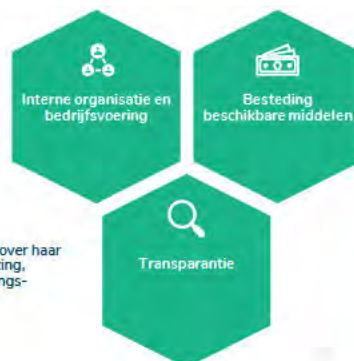 Interne organisatie en
bedrijfsvoering
Besteding
beschikbare middelen
Transparantie
over haar
ing,
ngs-